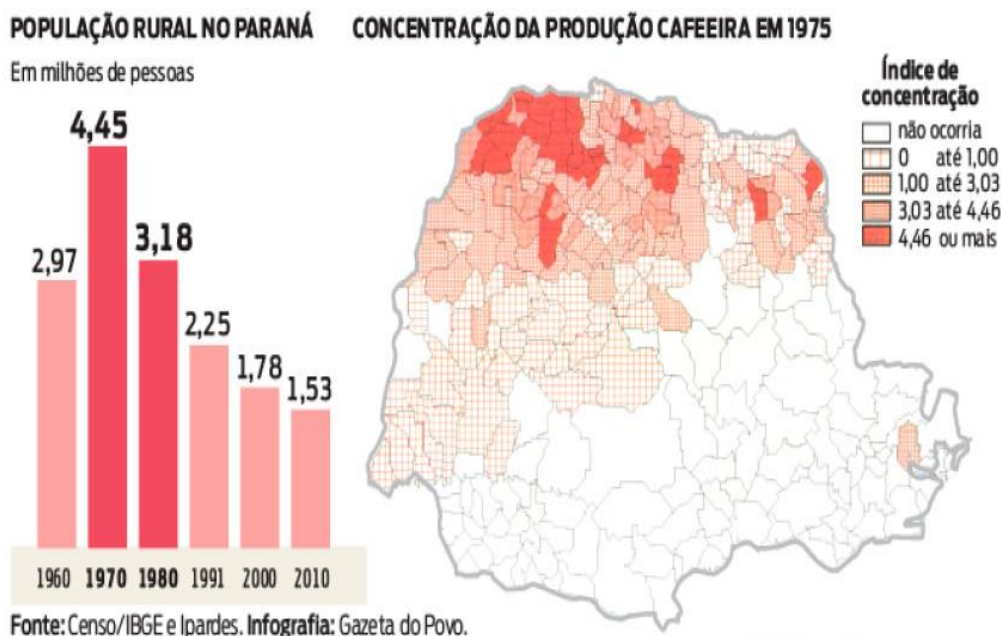 POPULAÇÃO RURAL NO PARANÁ
Em milhões de pessoas
2,97
4,45
3,18
2,25
1,78
1,53
1960 1970 1980 1991 2000 2010
CONCENTRAÇÃO DA PRODUÇÃO CAFEEIRA EM 1975
Índice de
concentração
não ocorria
0 até 1,00
1,00 até 3,03
3,03 até 4,46
4,46 ou mais
Fonte: Censo/IBGE e Ipardes. Infografia: Gazeta do Povo.